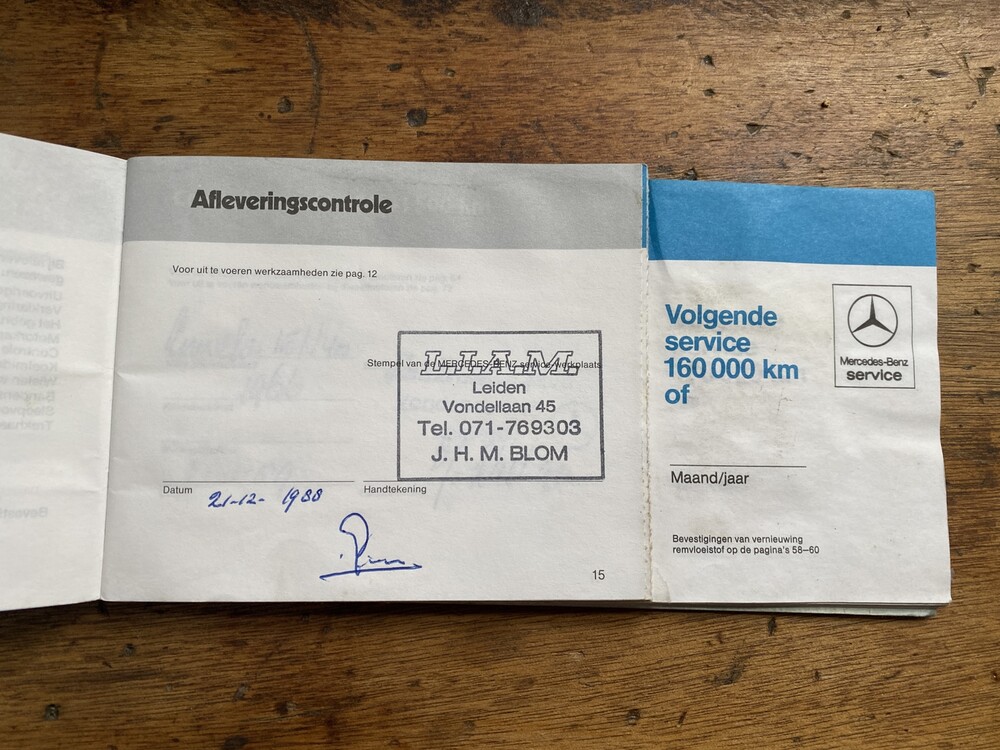 Afleveringscontrole
Voor uit te voeren werkzaamheden zie pag. 12
Stempel van de MERCEDES-BENZ service-werkplaats
L.I.A.M.
Leiden
Vondellaan 45
Tel. 071-769303
J. H. M. BLOM
Datum
21-12- 1988
Handtekening
15
Volgende
service
160 000 km
of
Mercedes-Benz
service
Maand/jaar
Bevestigingen van vernieuwing
remvloeistof op de pagina's 58–60